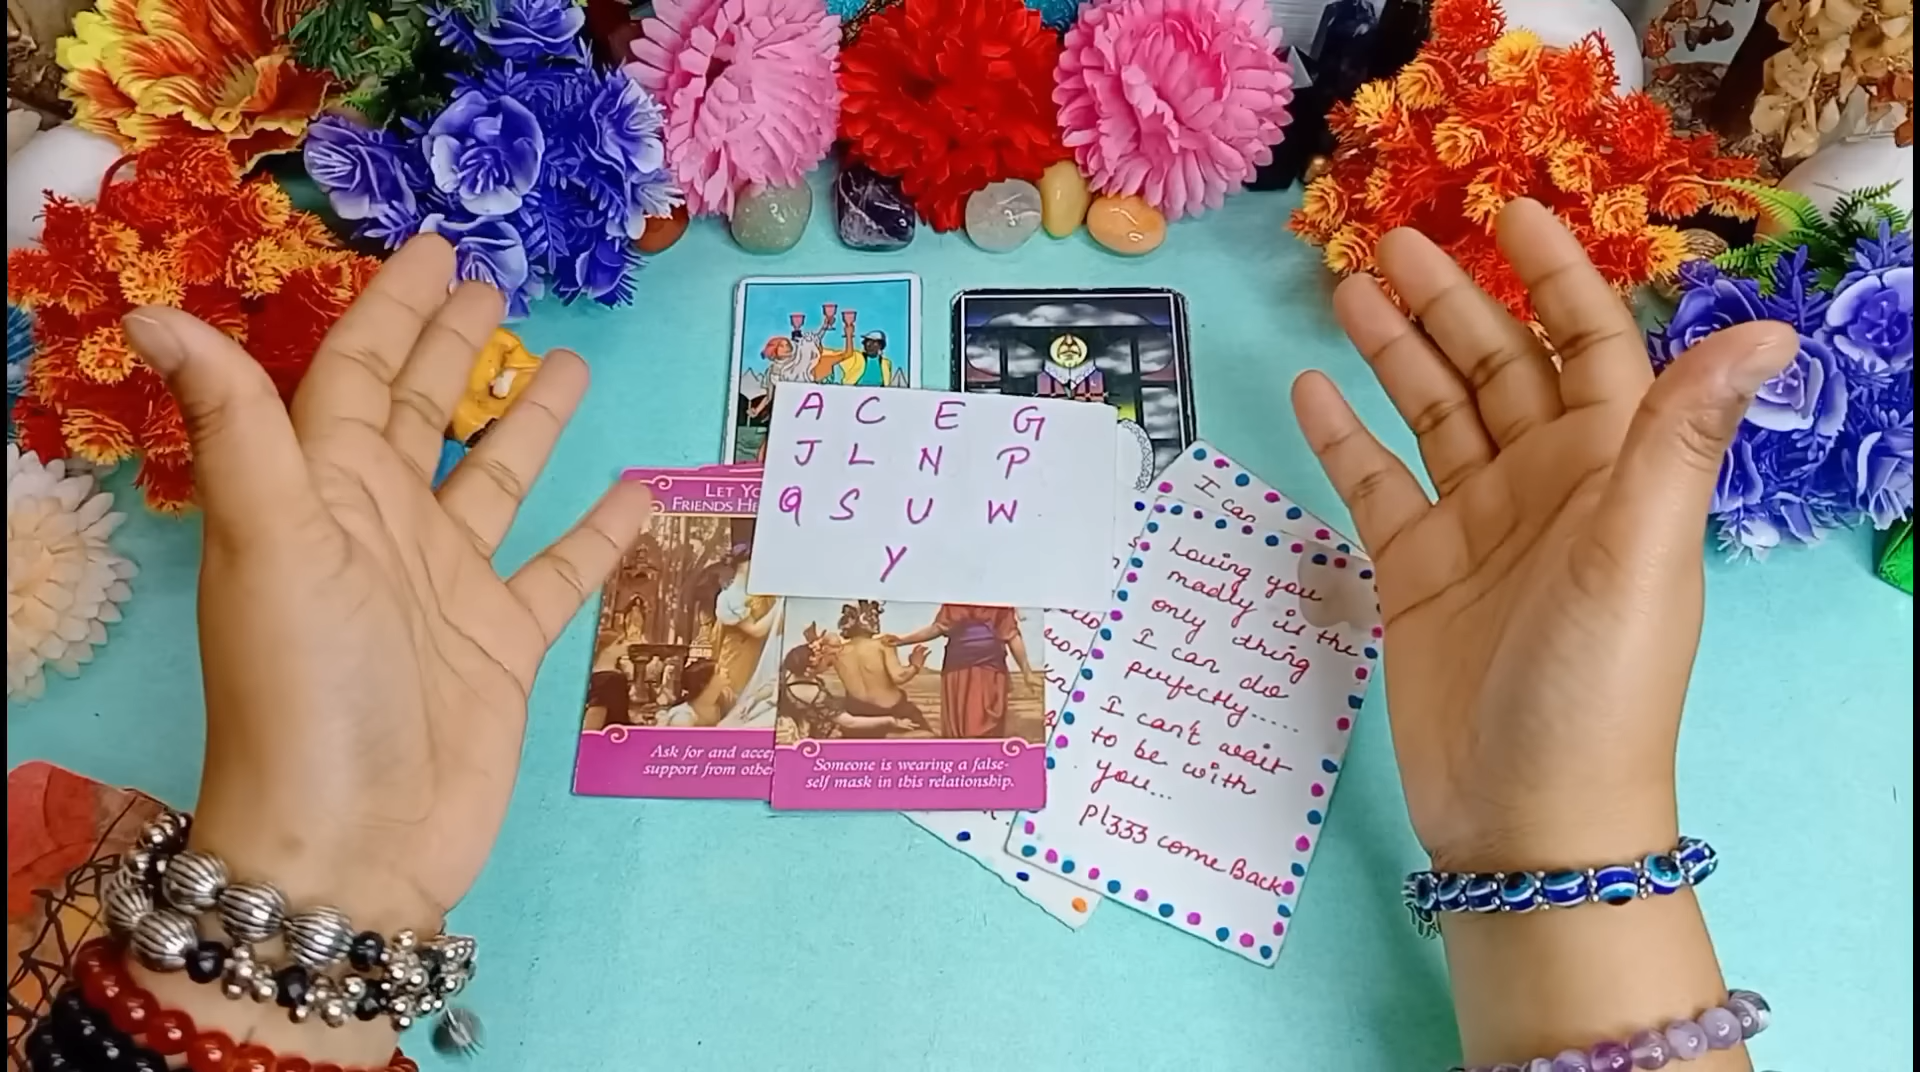 A C E G
J L N P
Q S U W
Y
LET YO
FRIENDS HE
Ask for and accep
support from othe
Someone is wearing a false-
self mask in this relationship.
I can
Loving you
madly is the
only thing
I can do
perfectly.....
I can't wait
to be with
you...
plzzz come Back